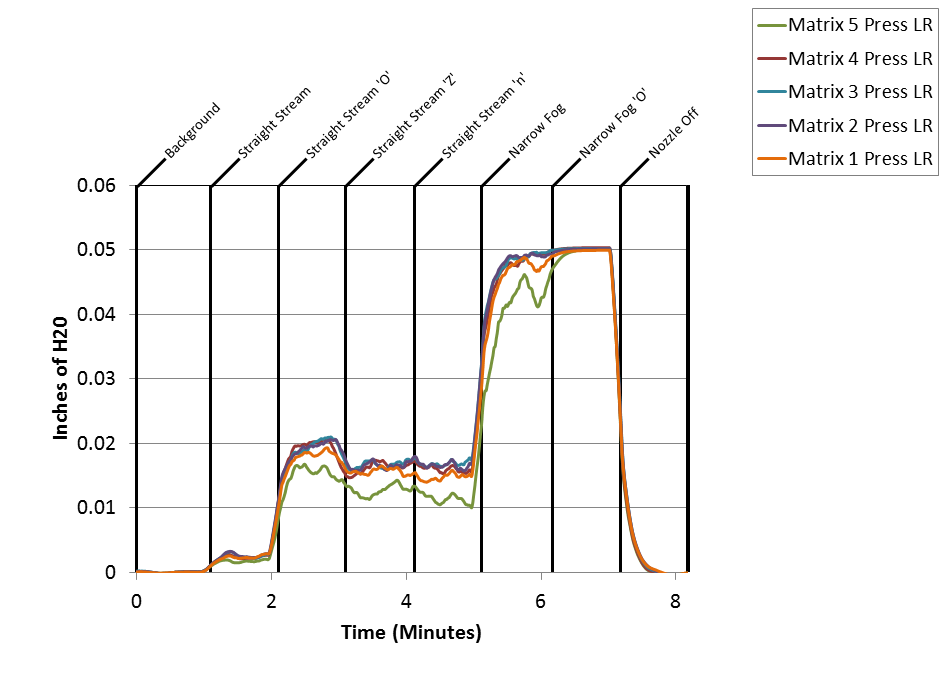 Matrix 5 Press LR
Matrix 4 Press LR
Matrix 3 Press LR
Matrix 2 Press LR
Matrix 1 Press LR
Background
Straight Stream
Straight Stream 'O'
Straight Stream 'Z'
Straight Stream 'n'
Narrow Fog
Narrow Fog 'O'
Nozzle Off
0.06
0.05
0.04
0.03
0.02
0.01
0
Inches of H20
0 2 4 6 8
Time (Minutes)